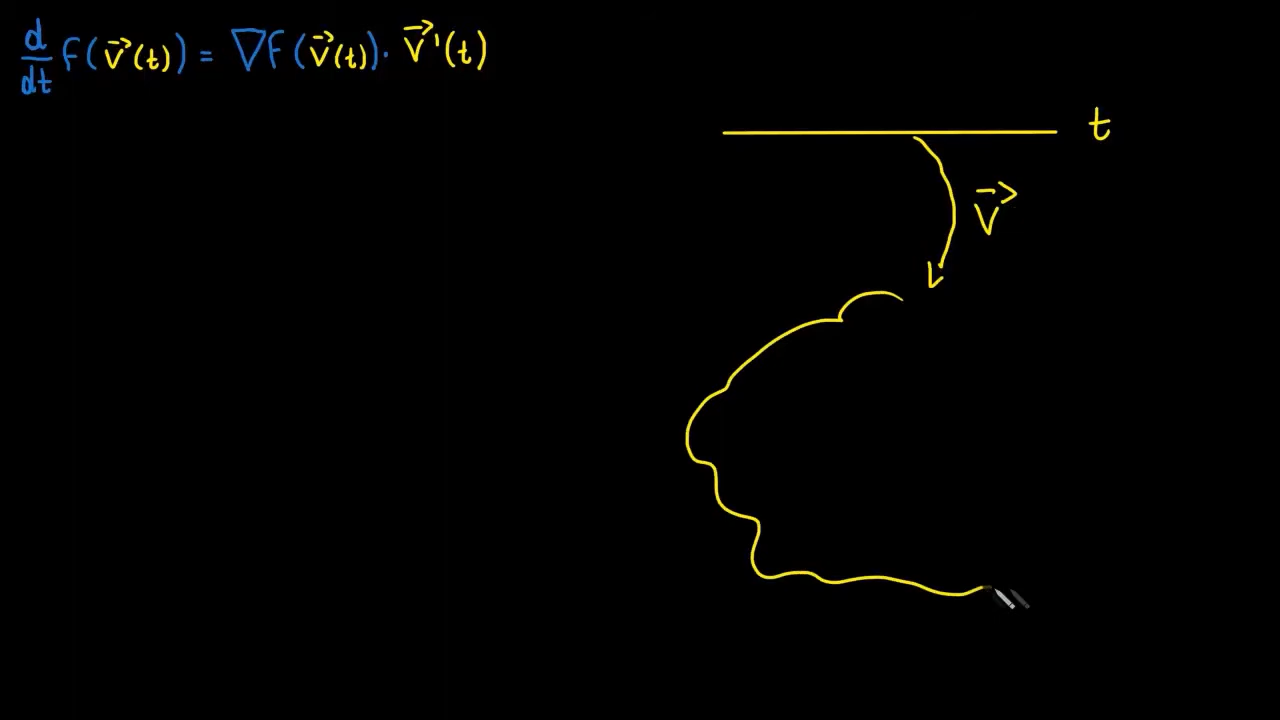 d/dt f(v⃗(t)) = ∇f(v⃗(t)) · v⃗'(t)
t
v⃗